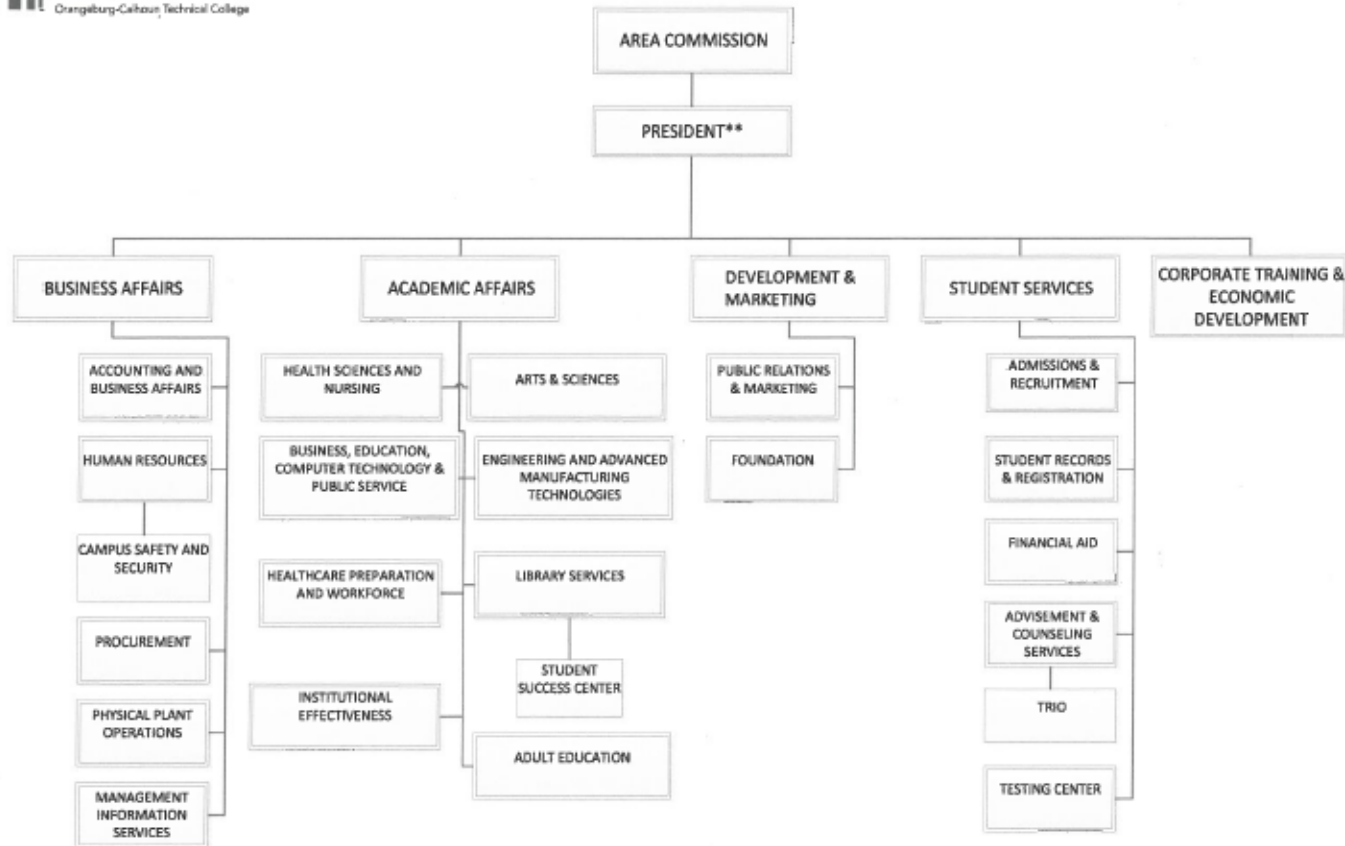 Orangeburg-Calhoun Technical College
AREA COMMISSION
PRESIDENT**
BUSINESS AFFAIRS
ACADEMIC AFFAIRS
DEVELOPMENT &
MARKETING
STUDENT SERVICES
CORPORATE TRAINING &
ECONOMIC
DEVELOPMENT
ACCOUNTING AND
BUSINESS AFFAIRS
HUMAN RESOURCES
CAMPUS SAFETY AND
SECURITY
PROCUREMENT
PHYSICAL PLANT
OPERATIONS
MANAGEMENT
INFORMATION
SERVICES
HEALTH SCIENCES AND
NURSING
ARTS & SCIENCES
BUSINESS, EDUCATION,
COMPUTER TECHNOLOGY &
PUBLIC SERVICE
ENGINEERING AND ADVANCED
MANUFACTURING
TECHNOLOGIES
HEALTHCARE PREPARATION
AND WORKFORCE
LIBRARY SERVICES
STUDENT
SUCCESS CENTER
INSTITUTIONAL
EFFECTIVENESS
ADULT EDUCATION
PUBLIC RELATIONS
& MARKETING
FOUNDATION
ADMISSIONS &
RECRUITMENT
STUDENT RECORDS
& REGISTRATION
FINANCIAL AID
ADVISEMENT &
COUNSELING
SERVICES
TRIO
TESTING CENTER